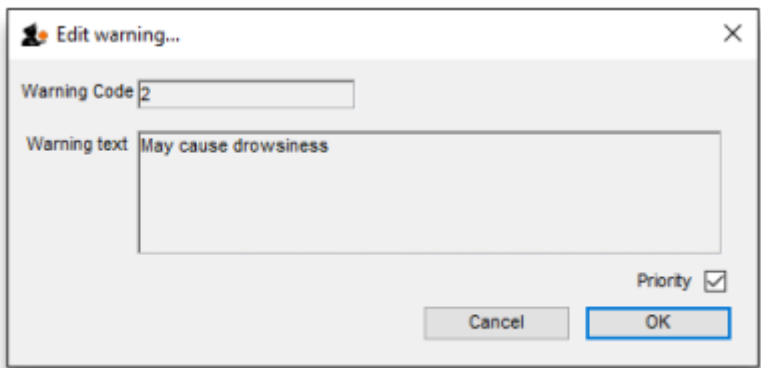 Edit warning...
Warning Code 2
Warning text May cause drowsiness
Priority
Cancel OK